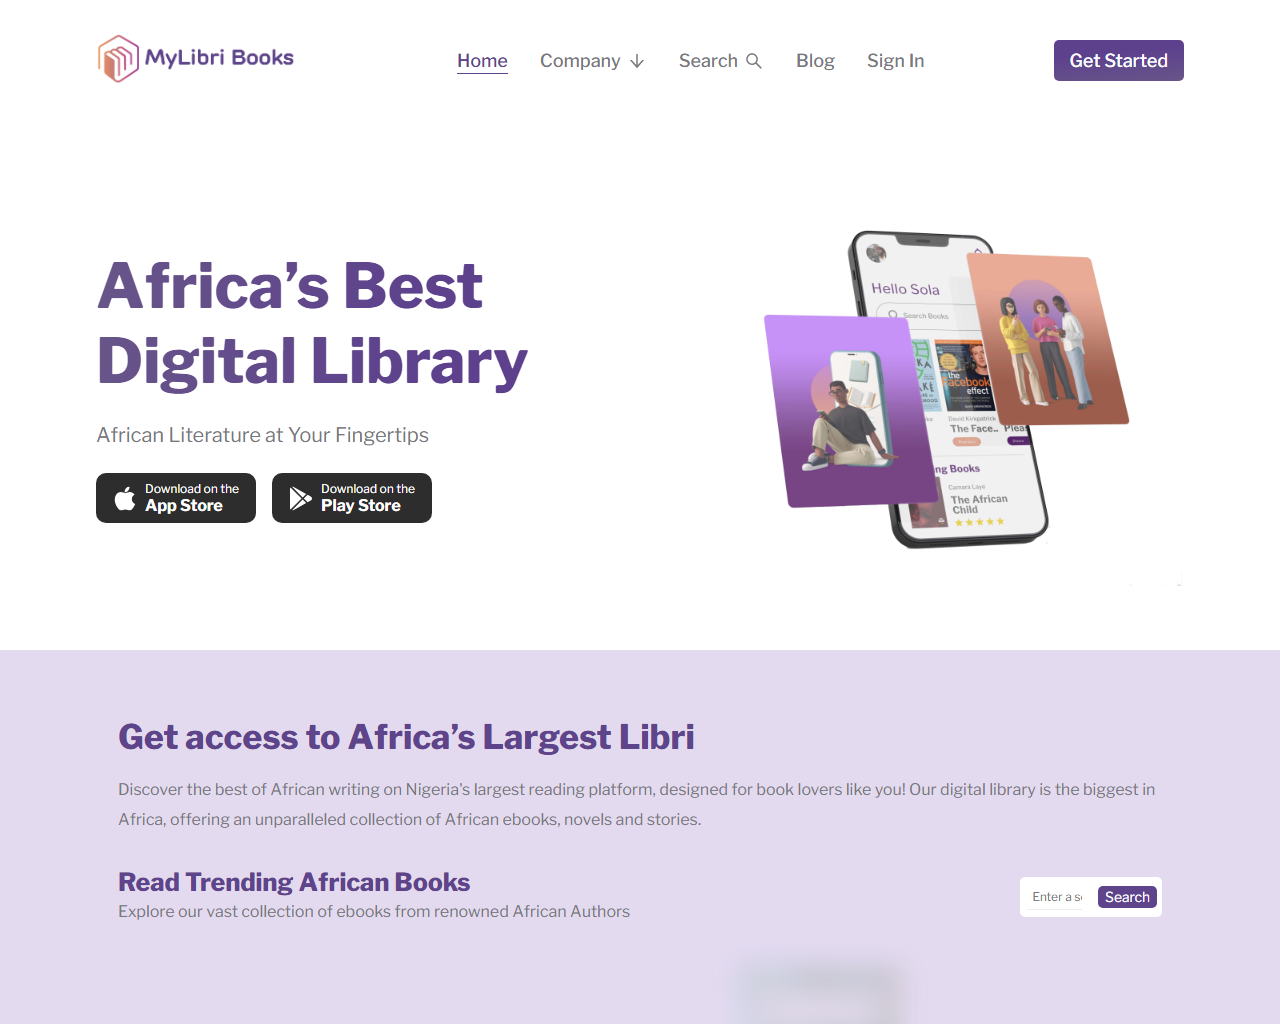 MyLibri Books
Home
Company
Search
Blog
Sign In
Get Started
Africa’s Best
Digital Library
African Literature at Your Fingertips
Download on the
App Store
Download on the
Play Store
Hello Sola
Search Books
the
facebook
effect
David Kirkpatrick
The Face..
Pleas
ng Books
Camara Laye
The African
Child
Get access to Africa’s Largest Libri
Discover the best of African writing on Nigeria's largest reading platform, designed for book lovers like you! Our digital library is the biggest in
Africa, offering an unparalleled collection of African ebooks, novels and stories.
Read Trending African Books
Explore our vast collection of ebooks from renowned African Authors
Enter a s
Search